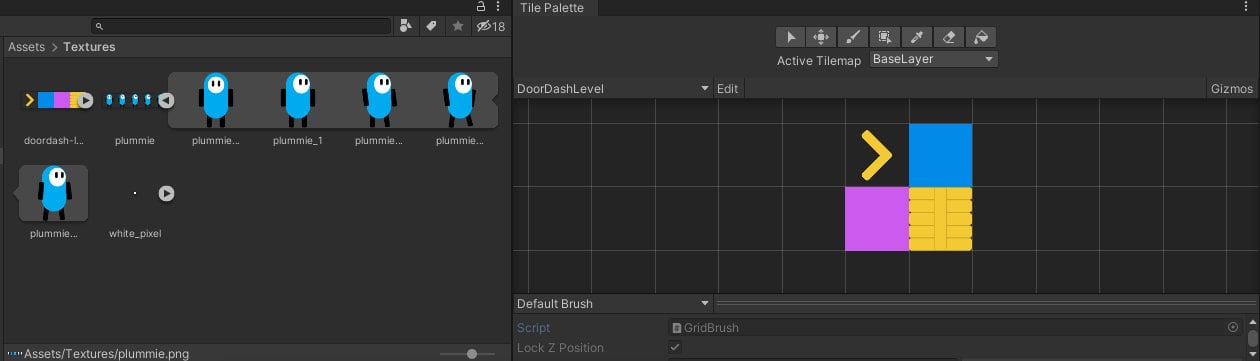 18
Assets > Textures
doordash-l...
plummie
plummie...
plummie_1
plummie...
plummie...
plummie...
white_pixel
Assets/Textures/plummie.png
Tile Palette
Active Tilemap BaseLayer
DoorDashLevel Edit Gizmos
Default Brush
Script GridBrush
Lock Z Position